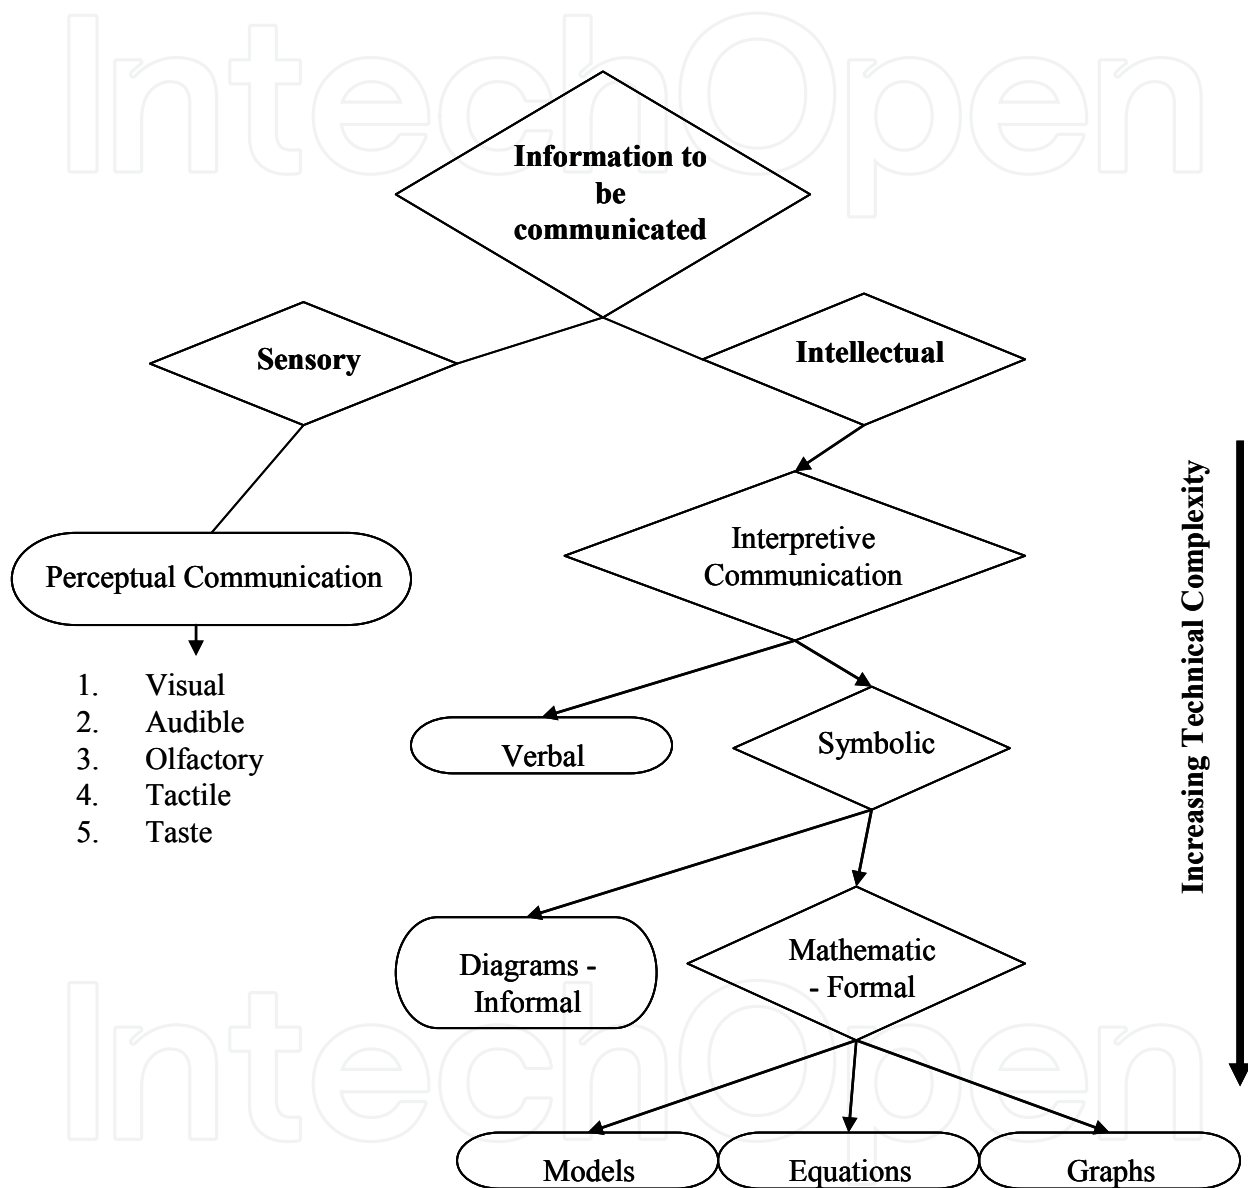 IntechOpen
Information to
be
communicated
Sensory
Intellectual
Interpretive
Communication
Perceptual Communication
1. Visual
2. Audible
3. Olfactory
4. Tactile
5. Taste
Verbal
Symbolic
Increasing Technical Complexity
Diagrams -
Informal
Mathematic
- Formal
IntechOpen
Models
Equations
Graphs